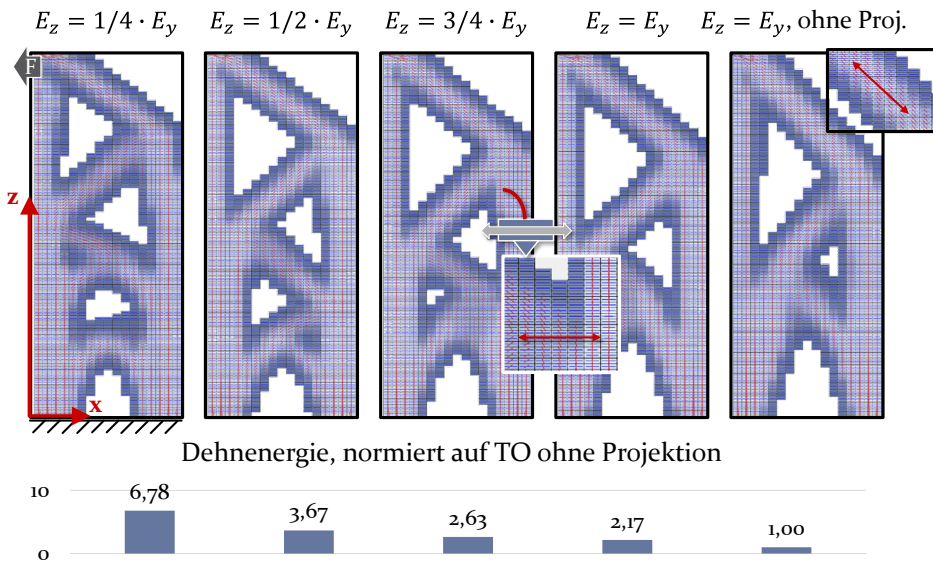 E_z = 1/4 · E_y
E_z = 1/2 · E_y
E_z = 3/4 · E_y
E_z = E_y
E_z = E_y, ohne Proj.
F
z
x
Dehnenergie, normiert auf TO ohne Projektion
10
0
6,78
3,67
2,63
2,17
1,00